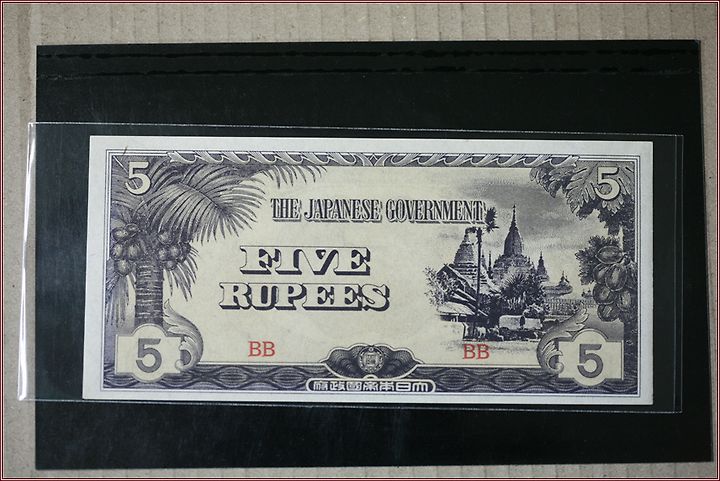 5 5
THE JAPANESE GOVERNMENT
FIVE
RUPEES
BB BB
5 5
府政國帝本日大